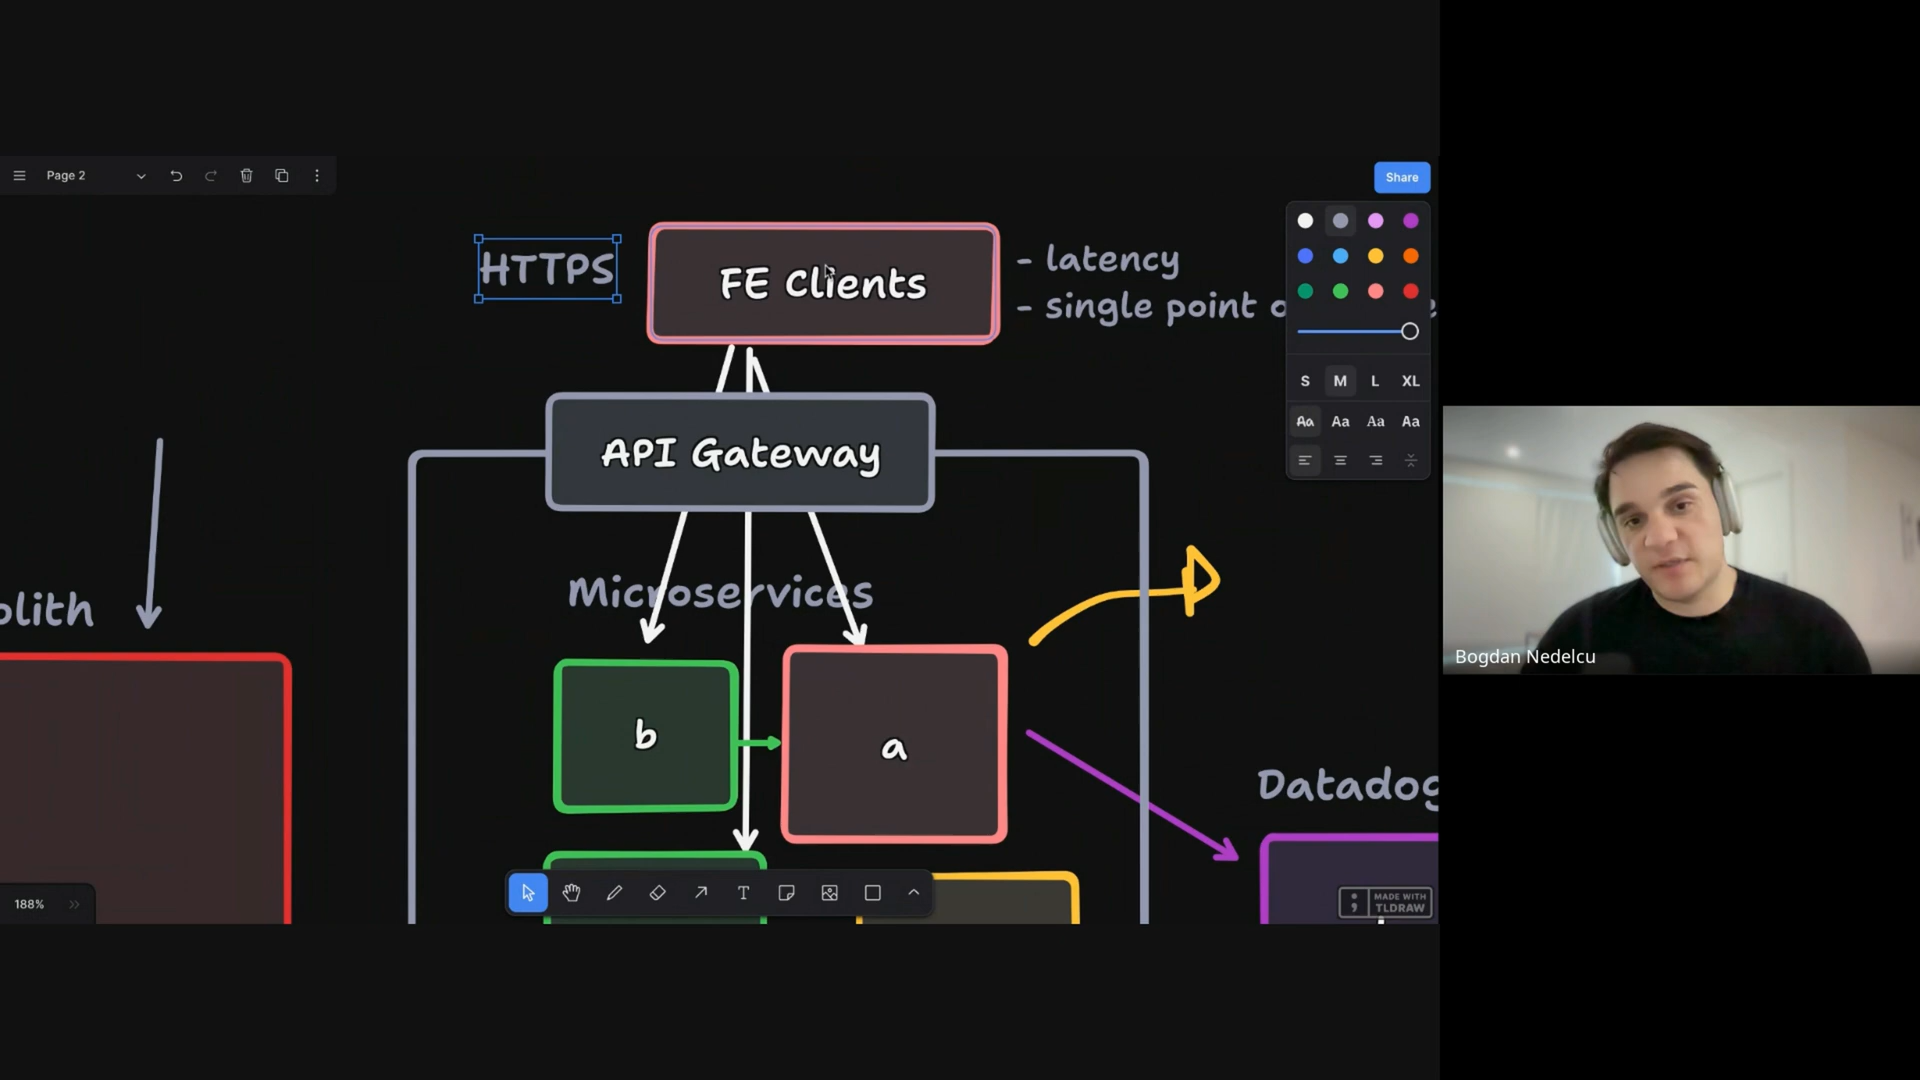 Page 2
Share
HTTPS
FE Clients
- latency
- single point o
API Gateway
S M L XL
Aa Aa Aa Aa
Microservices
olith
b
a
Datadog
188%
T
MADE WITH
TLDRAW
Bogdan Nedelcu